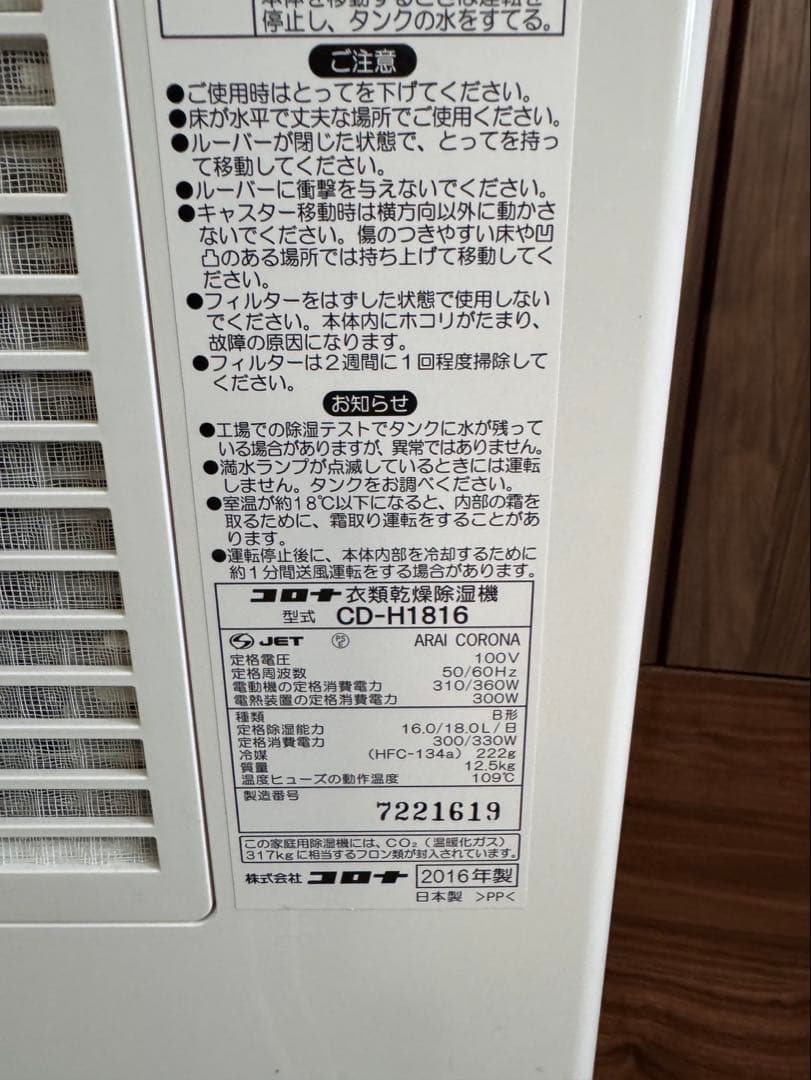 停止し、タンクの水をすてる。
ご注意
●ご使用時はとってを下げてください。
●床が水平で丈夫な場所でご使用ください。
●ルーバーが閉じた状態で、とってを持っ
て移動してください。
●ルーバーに衝撃を与えないでください。
●キャスター移動時は横方向以外に動かさ
ないでください。傷のつきやすい床や凹
凸のある場所では持ち上げて移動してく
ださい。
●フィルターをはずした状態で使用しない
でください。本体内にホコリがたまり、
故障の原因になります。
●フィルターは2週間に1回程度掃除して
ください。
お知らせ
●工場での除湿テストでタンクに水が残って
いる場合がありますが、異常ではありません。
●満水ランプが点滅しているときには運転
しません。タンクをお調べください。
●室温が約18℃以下になると、内部の霜を
取るために、霜取り運転をすることがあ
ります。
●運転停止後に、本体内部を冷却するために
約1分間送風運転をする場合があります。
コロナ 衣類乾燥除湿機
型式 CD-H1816
JET PSE ARAI CORONA
定格電圧 100V
定格周波数 50/60Hz
電動機の定格消費電力 310/360W
電熱装置の定格消費電力 300W
種類 B形
定格除湿能力 16.0/18.0L/日
定格消費電力 300/330W
冷媒 (HFC-134a) 222g
質量 12.5kg
温度ヒューズの動作温度 109℃
製造番号
7221619
この家庭用除湿機には、CO₂(温暖化ガス)
317kgに相当するフロン類が封入されています。
株式会社 コロナ 2016年製
日本製 >PP<